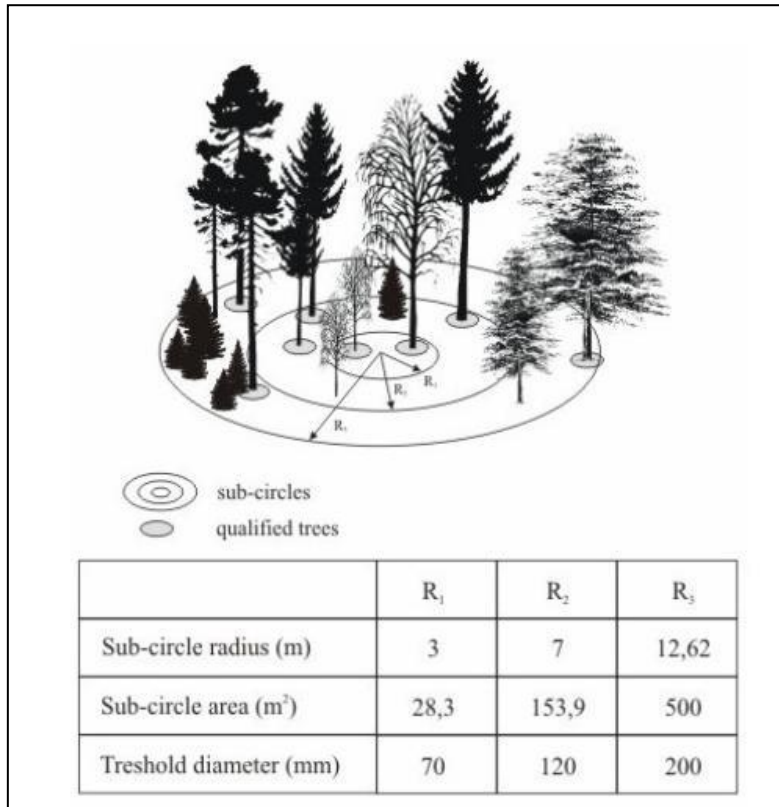 R₁
R₂
R₃
sub-circles
qualified trees
R₁ R₂ R₃
Sub-circle radius (m) 3 7 12,62
Sub-circle area (m²) 28,3 153,9 500
Treshold diameter (mm) 70 120 200